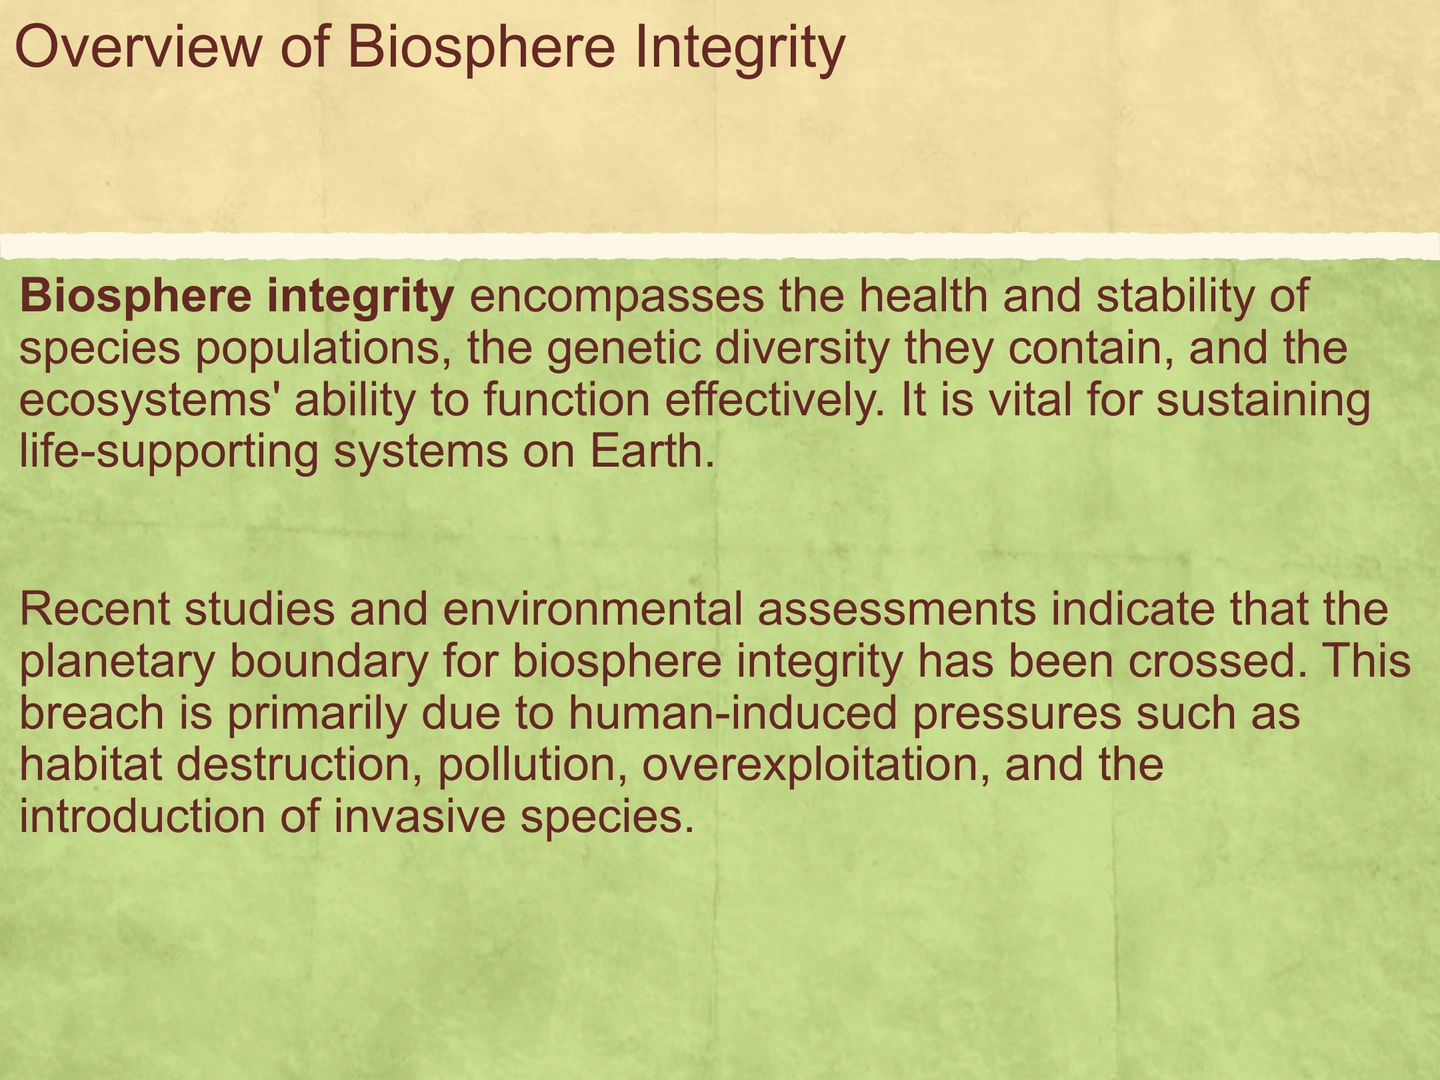 Overview of Biosphere Integrity
Biosphere integrity encompasses the health and stability of
species populations, the genetic diversity they contain, and the
ecosystems' ability to function effectively. It is vital for sustaining
life-supporting systems on Earth.
Recent studies and environmental assessments indicate that the
planetary boundary for biosphere integrity has been crossed. This
breach is primarily due to human-induced pressures such as
habitat destruction, pollution, overexploitation, and the
introduction of invasive species.